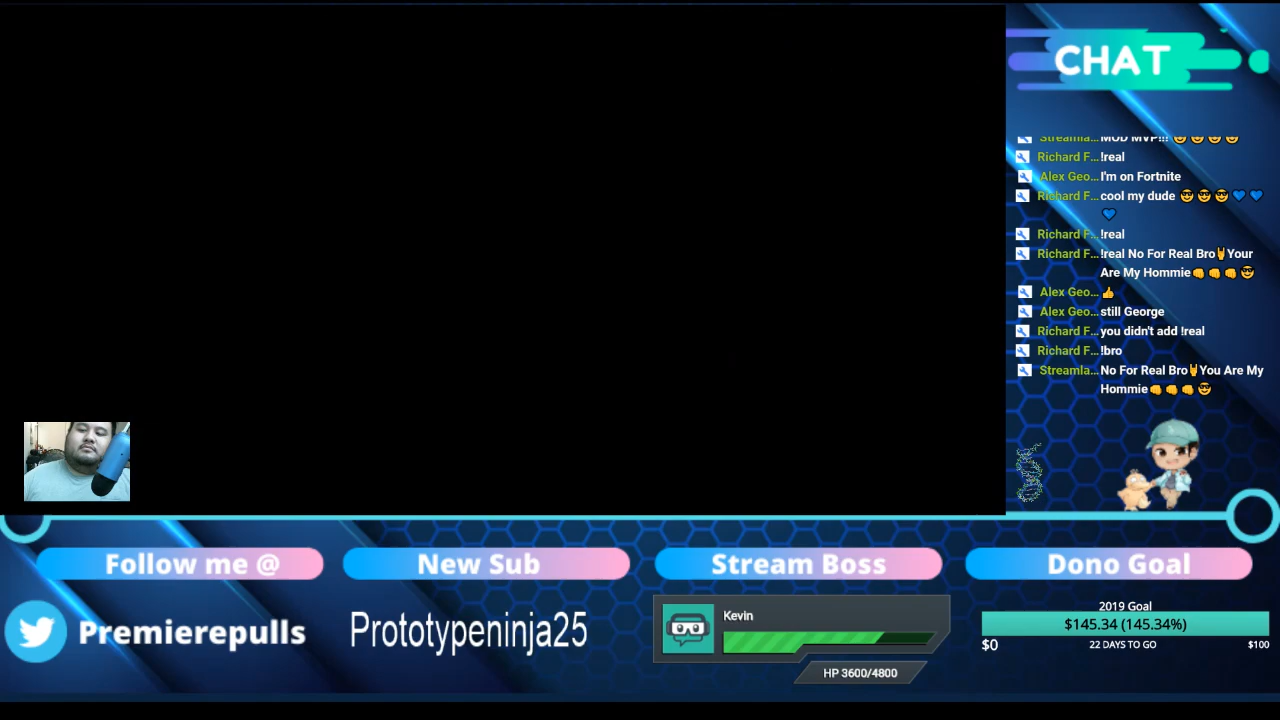 CHAT
Streamla... MOD MVP!!! 😎 😎 😎 😎
Richard F... !real
Alex Geo... I'm on Fortnite
Richard F... cool my dude 😎 😎 😎 💙 💙
💙
Richard F... !real
Richard F... !real No For Real Bro🤘Your
Are My Hommie👊 👊 👊 😎
Alex Geo... 👍
Alex Geo... still George
Richard F... you didn't add !real
Richard F... !bro
Streamla... No For Real Bro🤘You Are My
Hommie👊 👊 👊 😎
Follow me @
New Sub
Stream Boss
Dono Goal
Premierepulls
Prototypeninja25
Kevin
HP 3600/4800
2019 Goal
$145.34 (145.34%)
$0
22 DAYS TO GO
$100